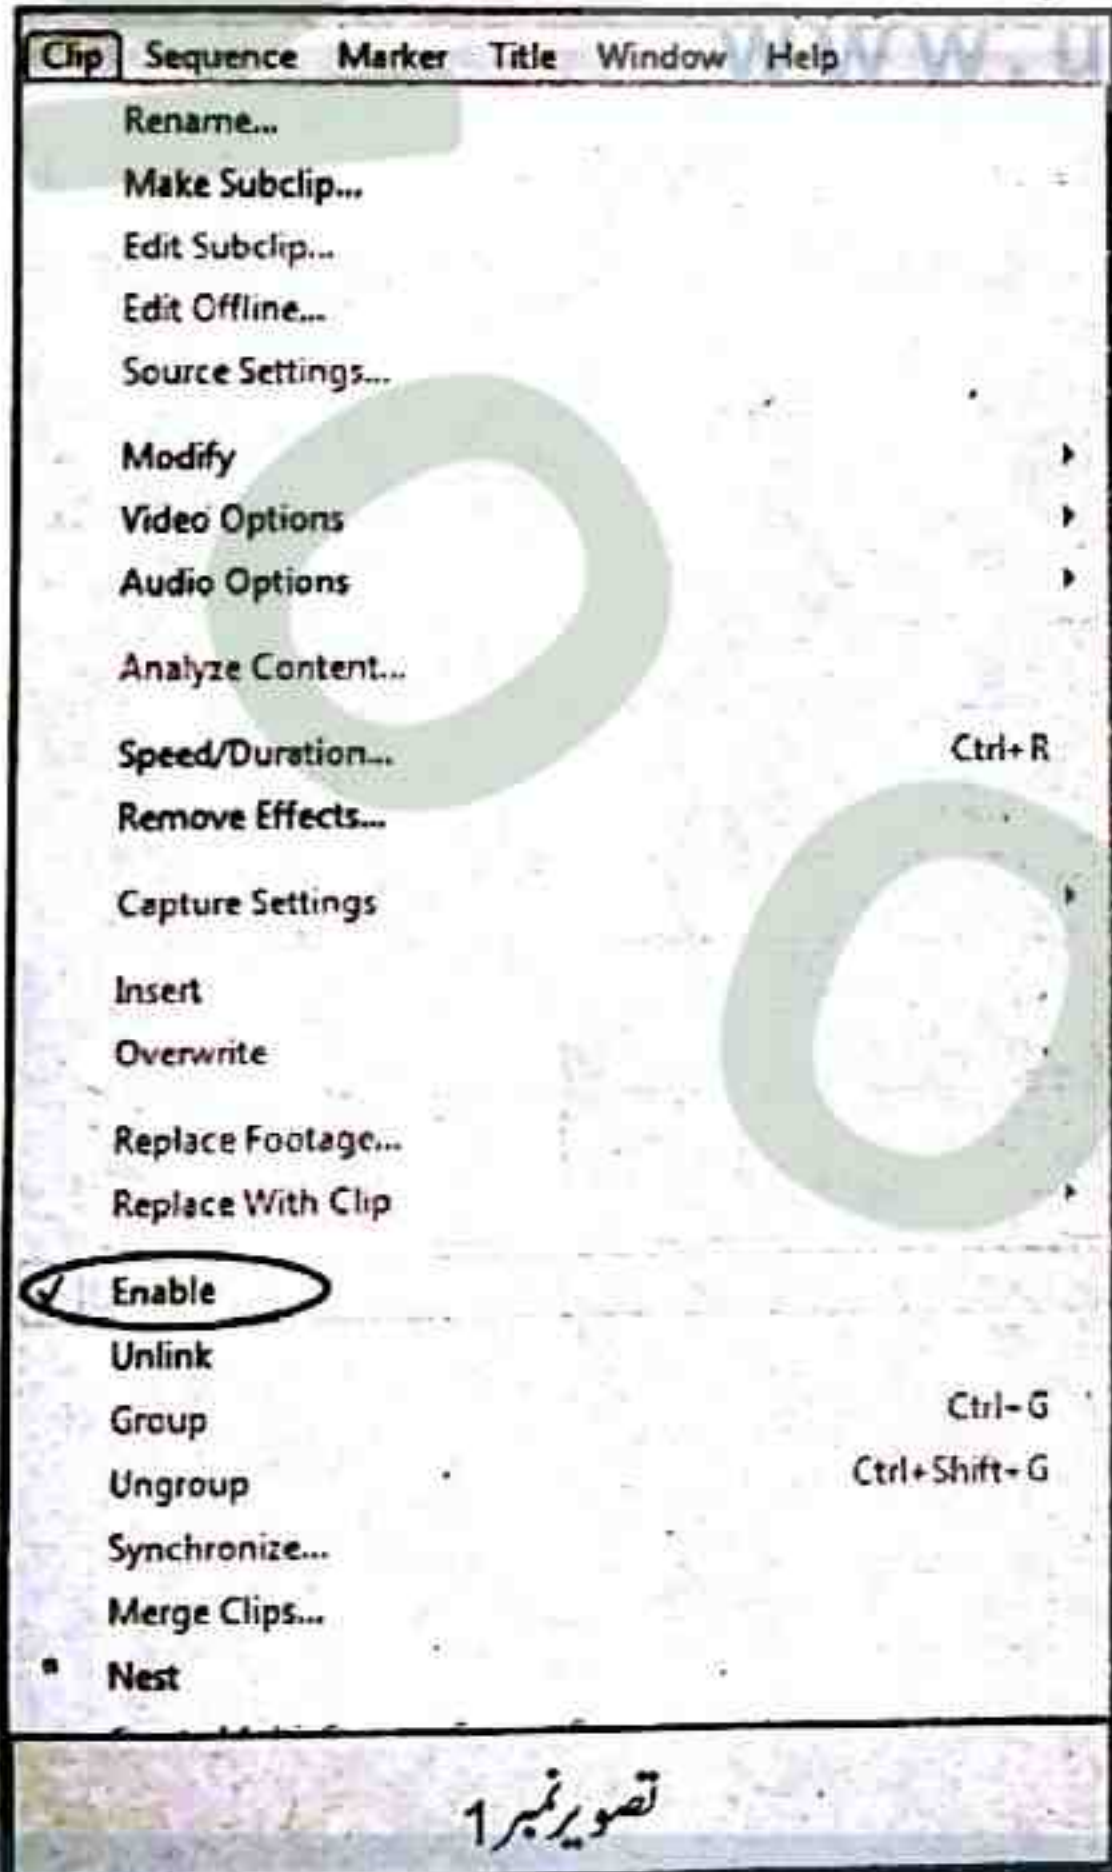 Clip Sequence Marker Title Window Help
Rename...
Make Subclip...
Edit Subclip...
Edit Offline...
Source Settings...
Modify
Video Options
Audio Options
Analyze Content...
Speed/Duration... Ctrl+R
Remove Effects...
Capture Settings
Insert
Overwrite
Replace Footage...
Replace With Clip
✓ Enable
Unlink
Group Ctrl+G
Ungroup Ctrl+Shift+G
Synchronize...
Merge Clips...
Nest
تصویر نمبر 1